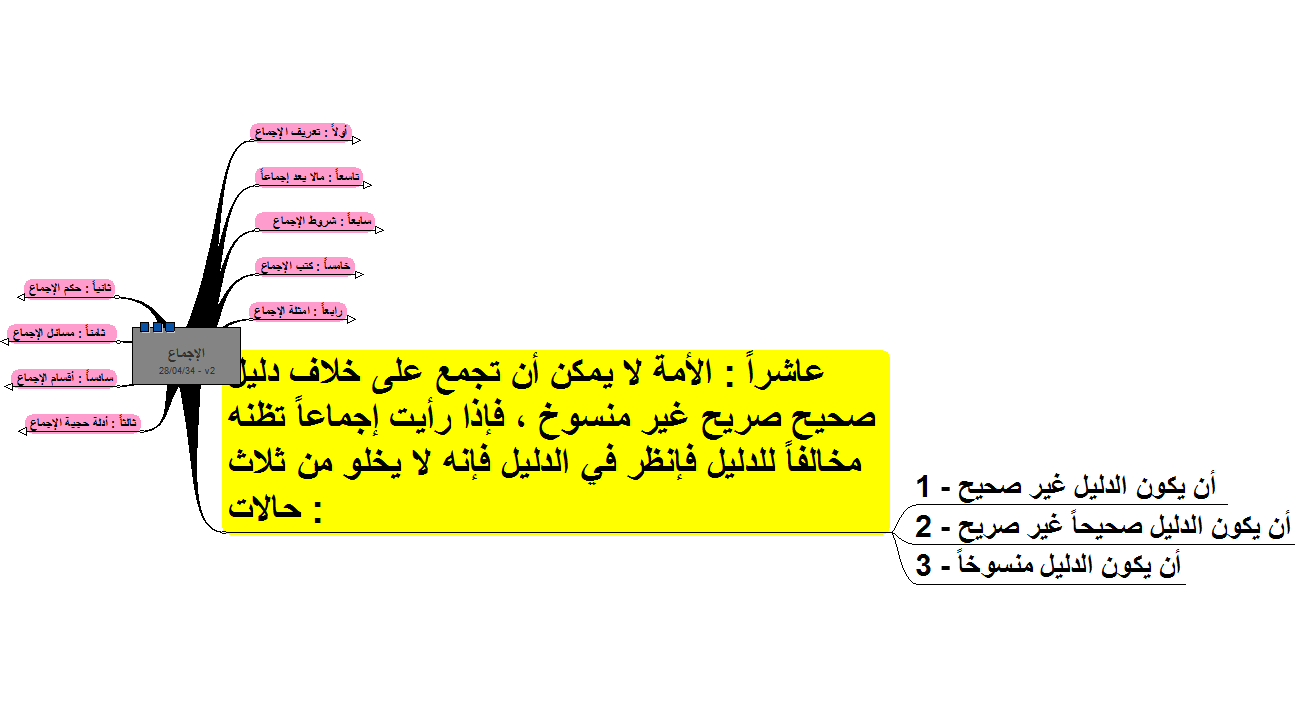 أولاً : تعريف الإجماع
تاسعاً : مالا يعد إجماعاً
سابعاً : شروط الإجماع
خامساً : كتب الإجماع
رابعاً : امثلة الإجماع
ثانياً : حكم الإجماع
ثامناً : مسائل الإجماع
سادساً : أقسام الإجماع
ثالثاً : أدلة حجية الإجماع
الإجماع
28/04/34 - v2
عاشراً : الأمة لا يمكن أن تجمع على خلاف دليل
صحيح صريح غير منسوخ ، فإذا رأيت إجماعاً تظنه
مخالفاً للدليل فإنظر في الدليل فإنه لا يخلو من ثلاث
حالات :
1 - أن يكون الدليل غير صحيح
2 - أن يكون الدليل صحيحاً غير صريح
3 - أن يكون الدليل منسوخاً